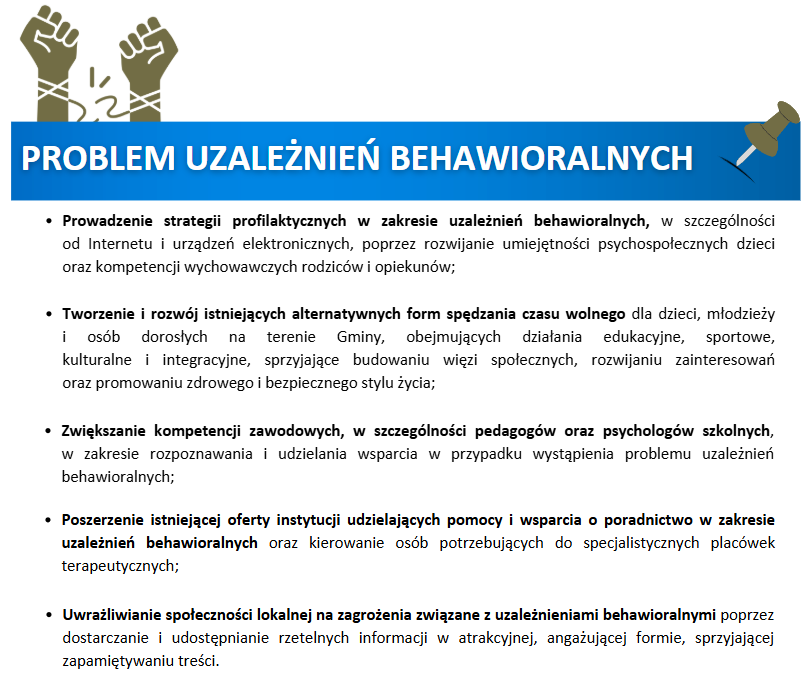 PROBLEM UZALEŻNIEŃ BEHAWIORALNYCH
• Prowadzenie strategii profilaktycznych w zakresie uzależnień behawioralnych, w szczególności
od Internetu i urządzeń elektronicznych, poprzez rozwijanie umiejętności psychospołecznych dzieci
oraz kompetencji wychowawczych rodziców i opiekunów;
• Tworzenie i rozwój istniejących alternatywnych form spędzania czasu wolnego dla dzieci, młodzieży
i osób dorosłych na terenie Gminy, obejmujących działania edukacyjne, sportowe,
kulturalne i integracyjne, sprzyjające budowaniu więzi społecznych, rozwijaniu zainteresowań
oraz promowaniu zdrowego i bezpiecznego stylu życia;
• Zwiększanie kompetencji zawodowych, w szczególności pedagogów oraz psychologów szkolnych,
w zakresie rozpoznawania i udzielania wsparcia w przypadku wystąpienia problemu uzależnień
behawioralnych;
• Poszerzenie istniejącej oferty instytucji udzielających pomocy i wsparcia o poradnictwo w zakresie
uzależnień behawioralnych oraz kierowanie osób potrzebujących do specjalistycznych placówek
terapeutycznych;
• Uwrażliwianie społeczności lokalnej na zagrożenia związane z uzależnieniami behawioralnymi poprzez
dostarczanie i udostępnianie rzetelnych informacji w atrakcyjnej, angażującej formie, sprzyjającej
zapamiętywaniu treści.